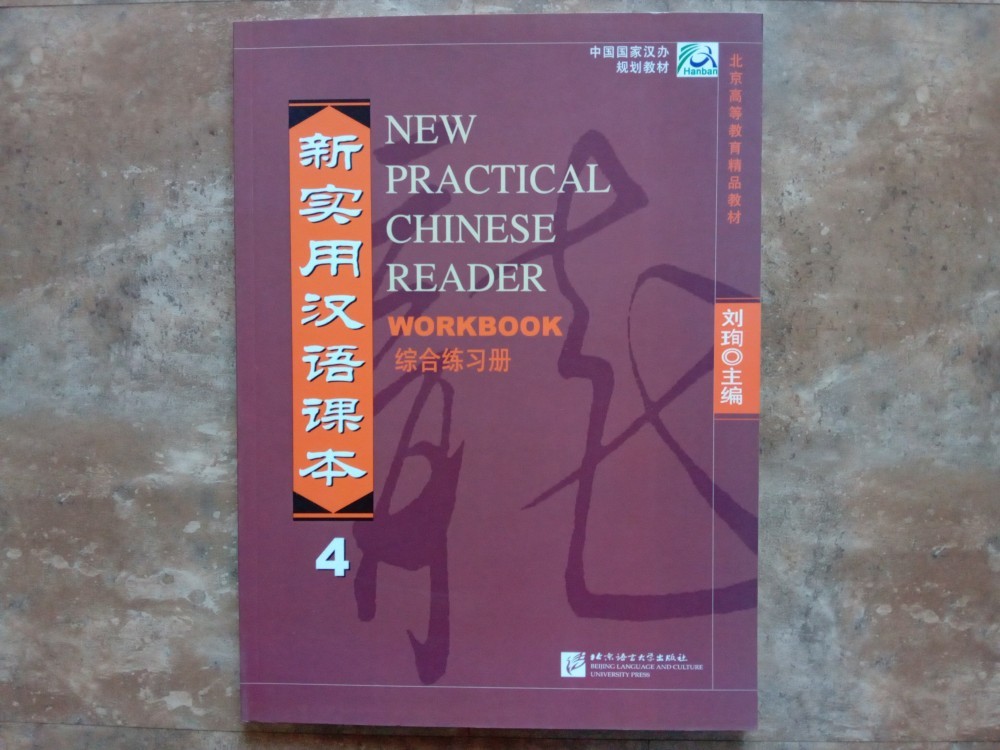 中国国家汉办
规划教材
Hanban
北京高等教育精品教材
新实用汉语课本
4
NEW
PRACTICAL
CHINESE
READER
WORKBOOK
综合练习册
刘珣◎主编
龍
北京语言大学出版社
BEIJING LANGUAGE AND CULTURE
UNIVERSITY PRESS